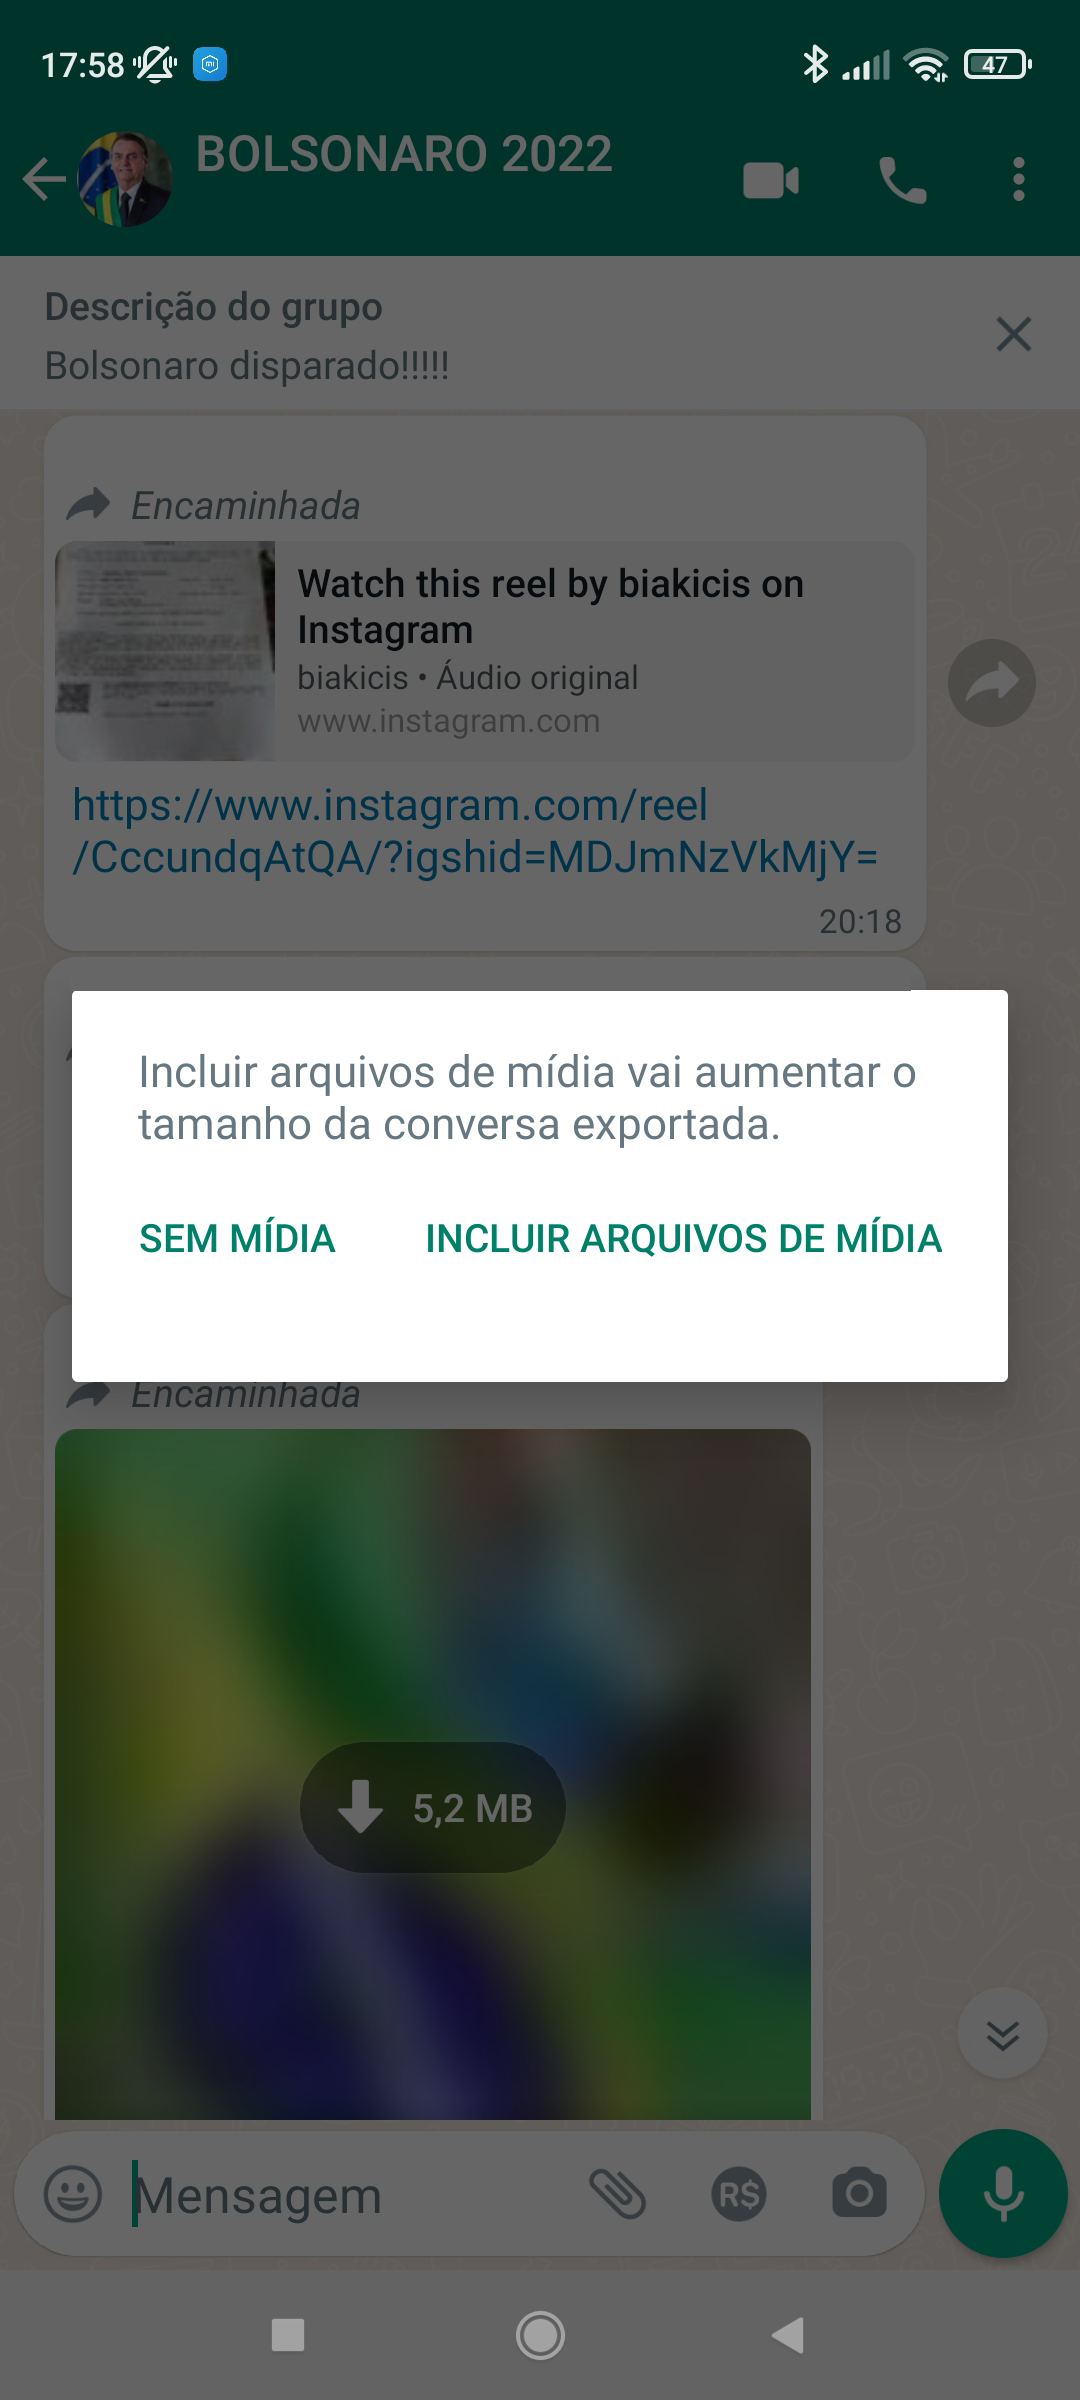 17:58
47
BOLSONARO 2022
Descrição do grupo
Bolsonaro disparado!!!!!
Encaminhada
Watch this reel by biakicis on
Instagram
biakicis • Áudio original
www.instagram.com
https://www.instagram.com/reel
/CccundqAtQA/?igshid=MDJmNzVkMjY=
20:18
Incluir arquivos de mídia vai aumentar o
tamanho da conversa exportada.
SEM MÍDIA INCLUIR ARQUIVOS DE MÍDIA
Encaminhada
5,2 MB
Mensagem
R$